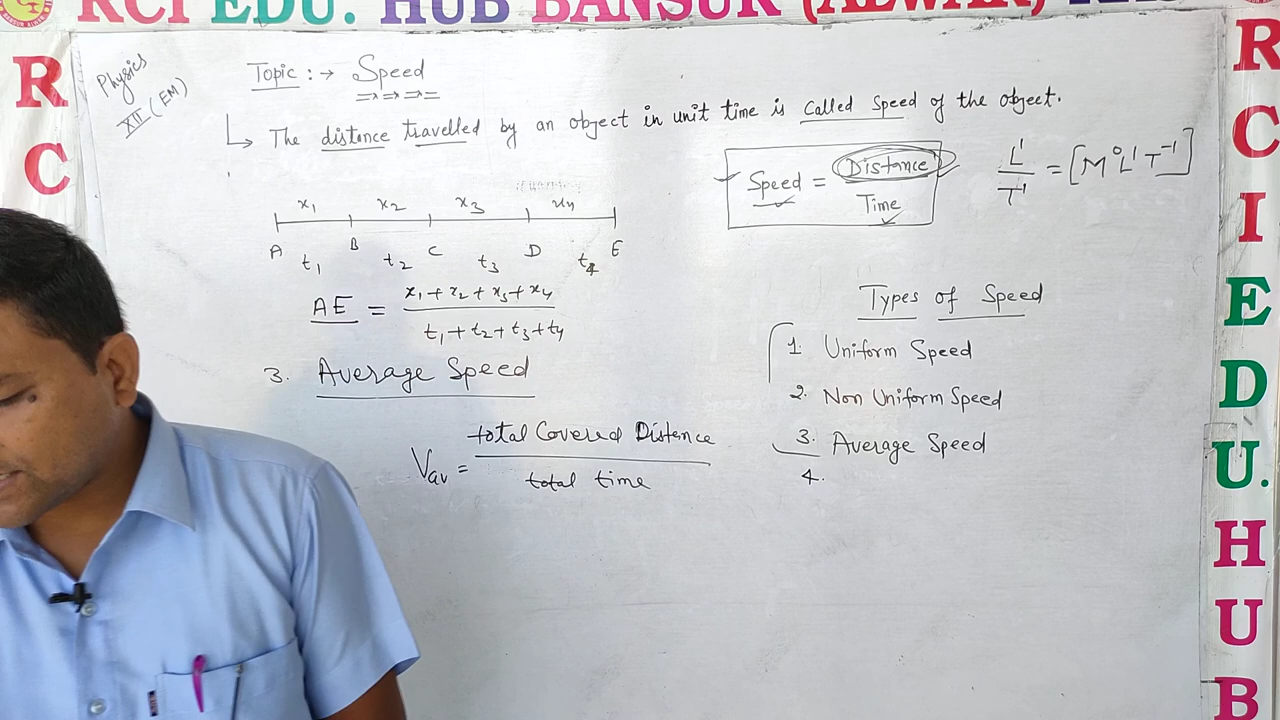 RCI EDU. HUB BANSUR (ALWAR)
R
C
R
C
I
E
D
U.
H
U
B
Physics
XII (EM)
Topic :→ Speed
The distance travelled by an object in unit time is called speed of the object.
Speed = Distance / Time
L¹ / T¹ = [M⁰L¹T⁻¹]
x₁ x₂ x₃ x₄
A B C D E
t₁ t₂ t₃ t₄
AE = x₁ + x₂ + x₃ + x₄ / t₁ + t₂ + t₃ + t₄
3. Average Speed
Vav = total Covered Distance / total time
Types of Speed
1. Uniform Speed
2. Non Uniform Speed
3. Average Speed
4.